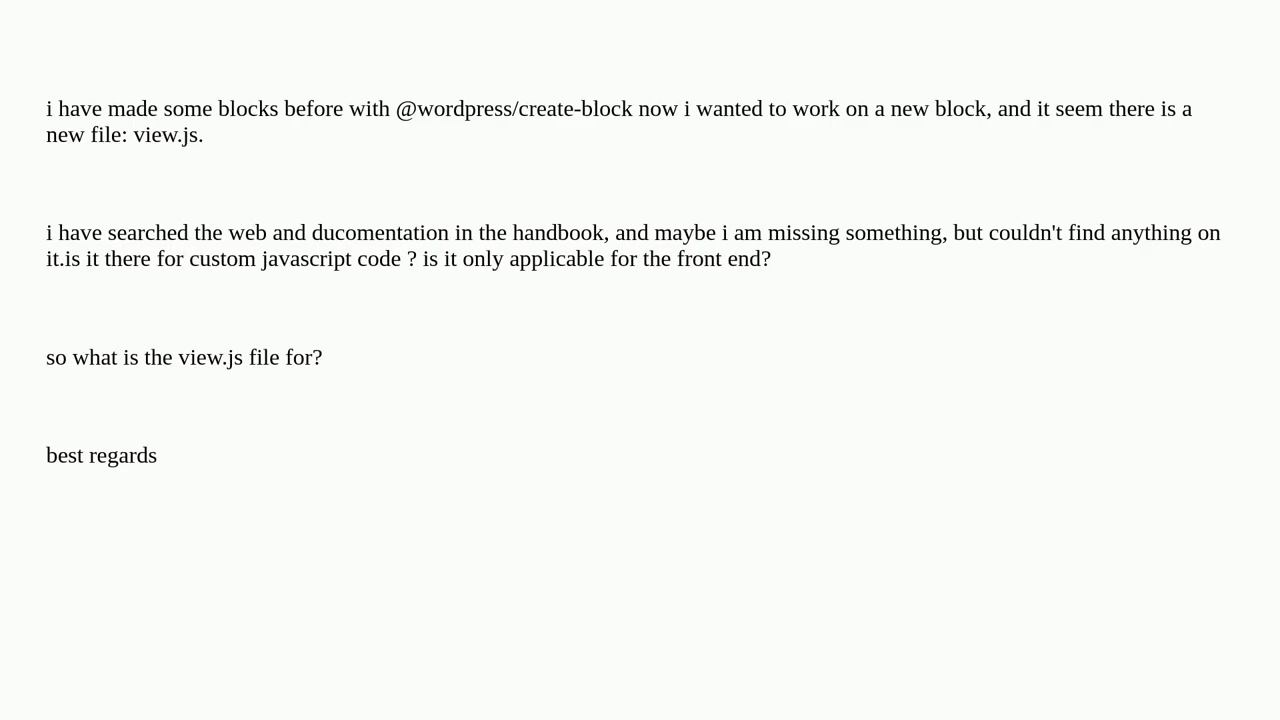 i have made some blocks before with @wordpress/create-block now i wanted to work on a new block, and it seem there is a
new file: view.js.
i have searched the web and ducomentation in the handbook, and maybe i am missing something, but couldn't find anything on
it.is it there for custom javascript code ? is it only applicable for the front end?
so what is the view.js file for?
best regards